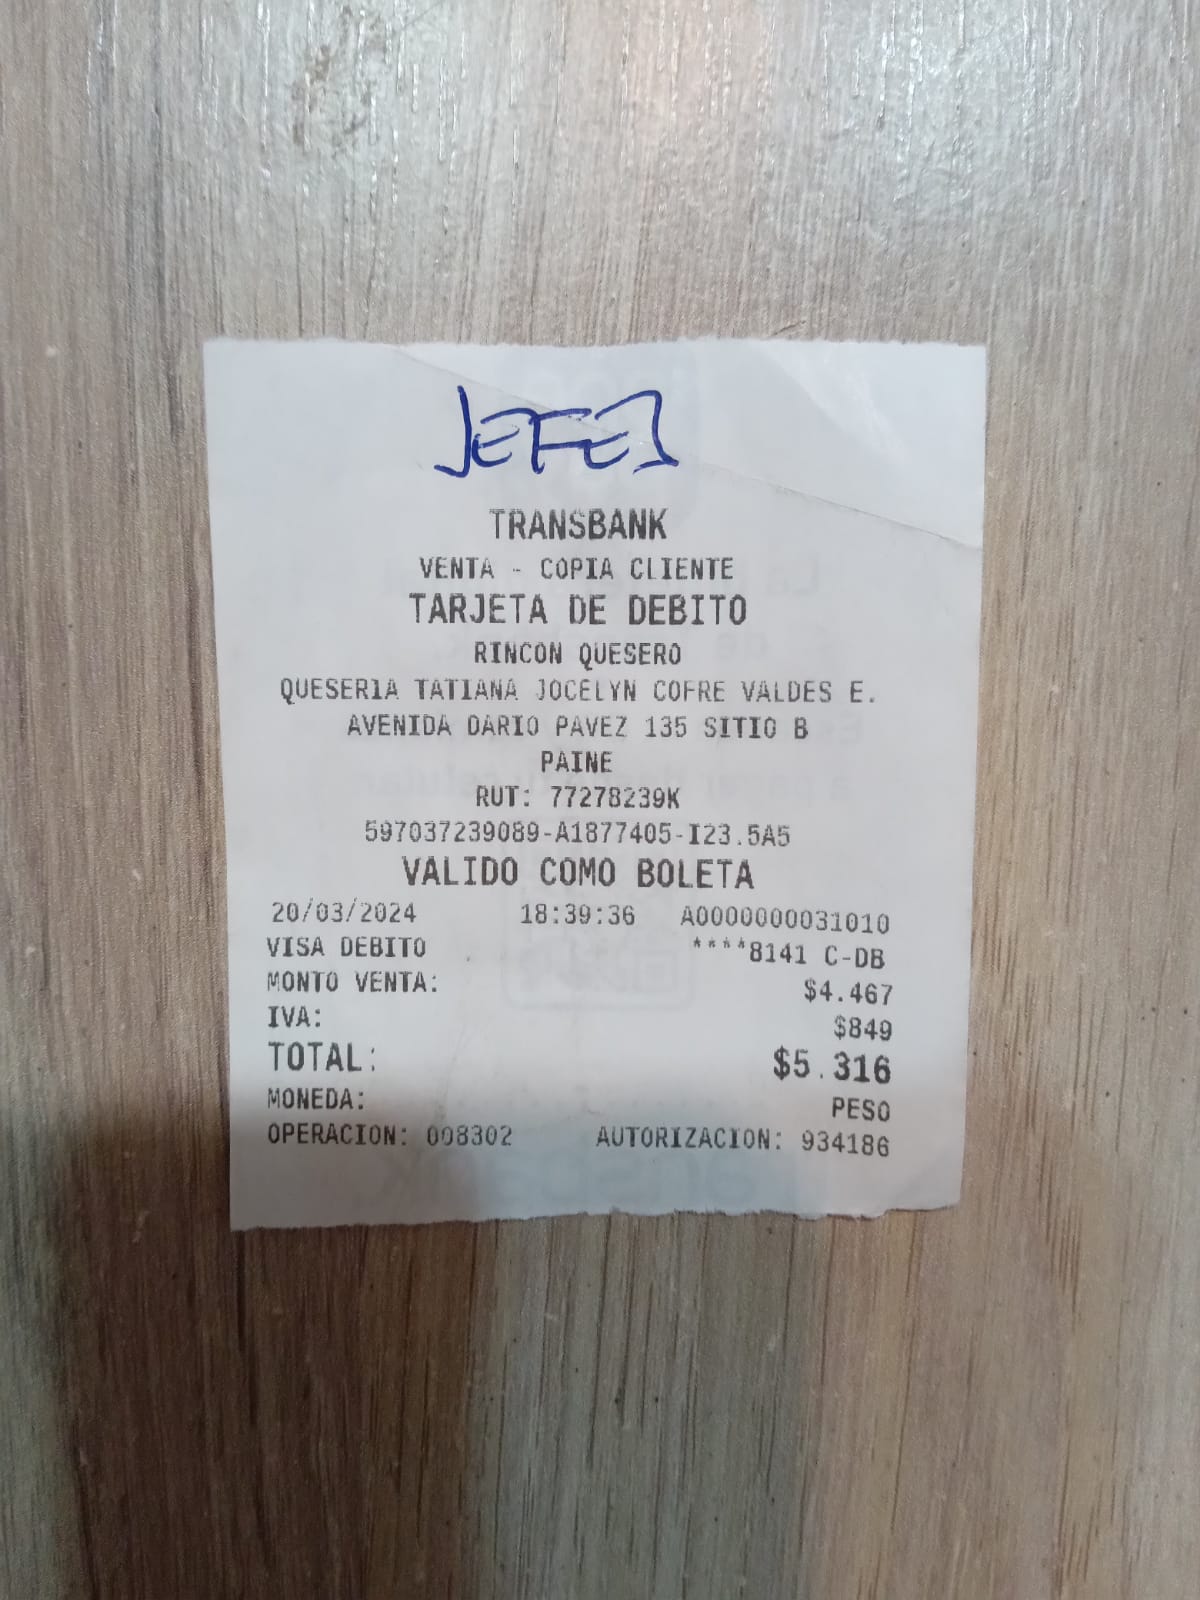 JEFES
TRANSBANK
VENTA - COPIA CLIENTE
TARJETA DE DEBITO
RINCON QUESERO
QUESERIA TATIANA JOCELYN COFRE VALDES E.
AVENIDA DARIO PAVEZ 135 SITIO B
PAINE
RUT: 77278239K
597037239089-A1877405-I23.5A5
VALIDO COMO BOLETA
20/03/2024 18:39:36 A0000000031010
VISA DEBITO ****8141 C-DB
MONTO VENTA: $4.467
IVA: $849
TOTAL: $5.316
MONEDA: PESO
OPERACION: 008302 AUTORIZACION: 934186